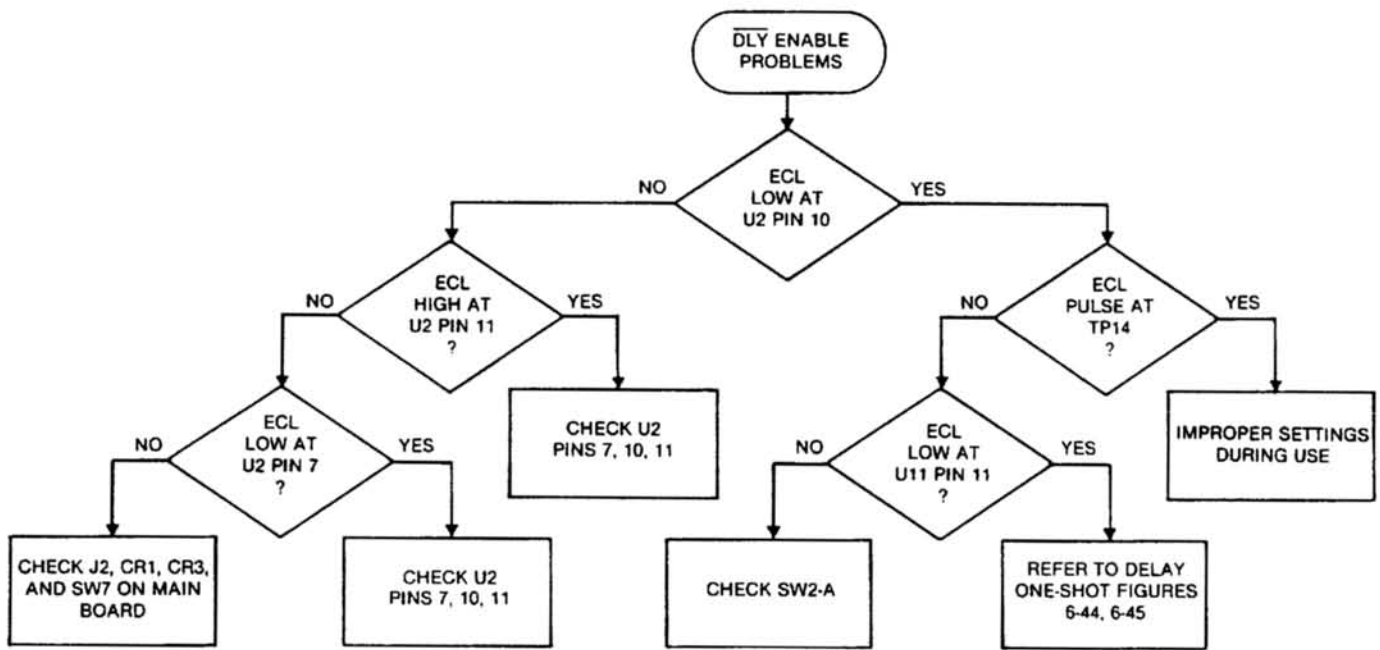 DLY ENABLE
PROBLEMS
ECL
LOW AT
U2 PIN 10
NO
YES
ECL
HIGH AT
U2 PIN 11
?
NO
YES
ECL
PULSE AT
TP14
?
NO
YES
ECL
LOW AT
U2 PIN 7
?
NO
YES
CHECK U2
PINS 7, 10, 11
ECL
LOW AT
U11 PIN 11
?
NO
YES
IMPROPER SETTINGS
DURING USE
CHECK J2, CR1, CR3,
AND SW7 ON MAIN
BOARD
CHECK U2
PINS 7, 10, 11
CHECK SW2-A
REFER TO DELAY
ONE-SHOT FIGURES
6-44, 6-45